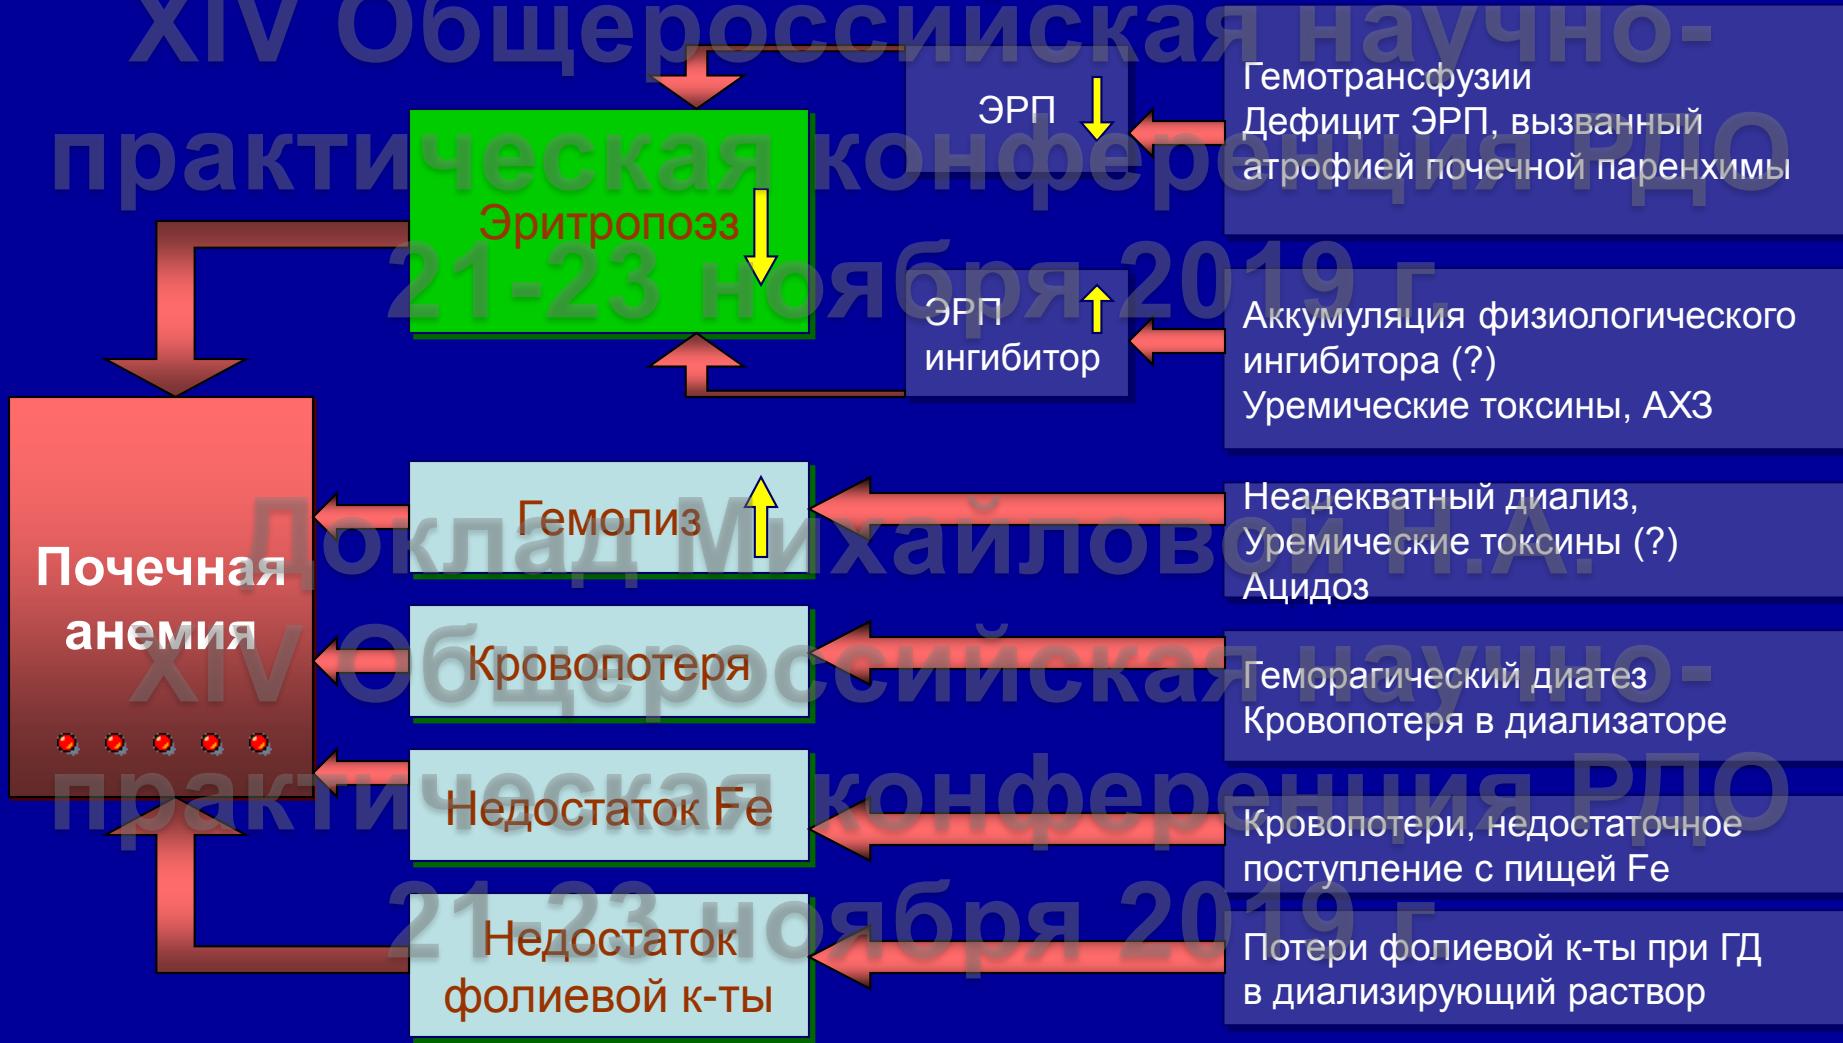 XIV Общероссийская научно-
практическая конференция РДО
21-23 ноября 2019 г.
Доклад Михайловой Н.А.
XIV Общероссийская научно-
практическая конференция РДО
21-23 ноября 2019 г.
Почечная
анемия
Эритропоэз
ЭРП
Гемотрансфузии
Дефицит ЭРП, вызванный
атрофией почечной паренхимы
ЭРП
ингибитор
Аккумуляция физиологического
ингибитора (?)
Уремические токсины, АХЗ
Гемолиз
Неадекватный диализ,
Уремические токсины (?)
Ацидоз
Кровопотеря
Геморагический диатез
Кровопотеря в диализаторе
Недостаток Fe
Кровопотери, недостаточное
поступление с пищей Fe
Недостаток
фолиевой к-ты
Потери фолиевой к-ты при ГД
в диализирующий раствор